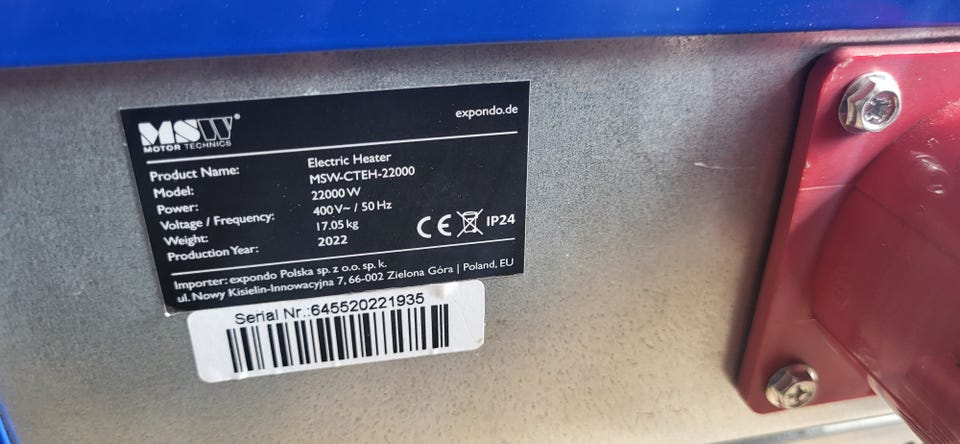 MSW®
MOTOR TECHNICS
expondo.de
Product Name: Electric Heater
Model: MSW-CTEH-22000
Power: 22000 W
Voltage / Frequency: 400 V~ / 50 Hz
Weight: 17.05 kg
Production Year: 2022
CE IP24
Importer: expondo Polska sp. z o.o. sp. k.
ul. Nowy Kisielin-Innowacyjna 7, 66-002 Zielona Góra | Poland, EU
Serial Nr.:645520221935